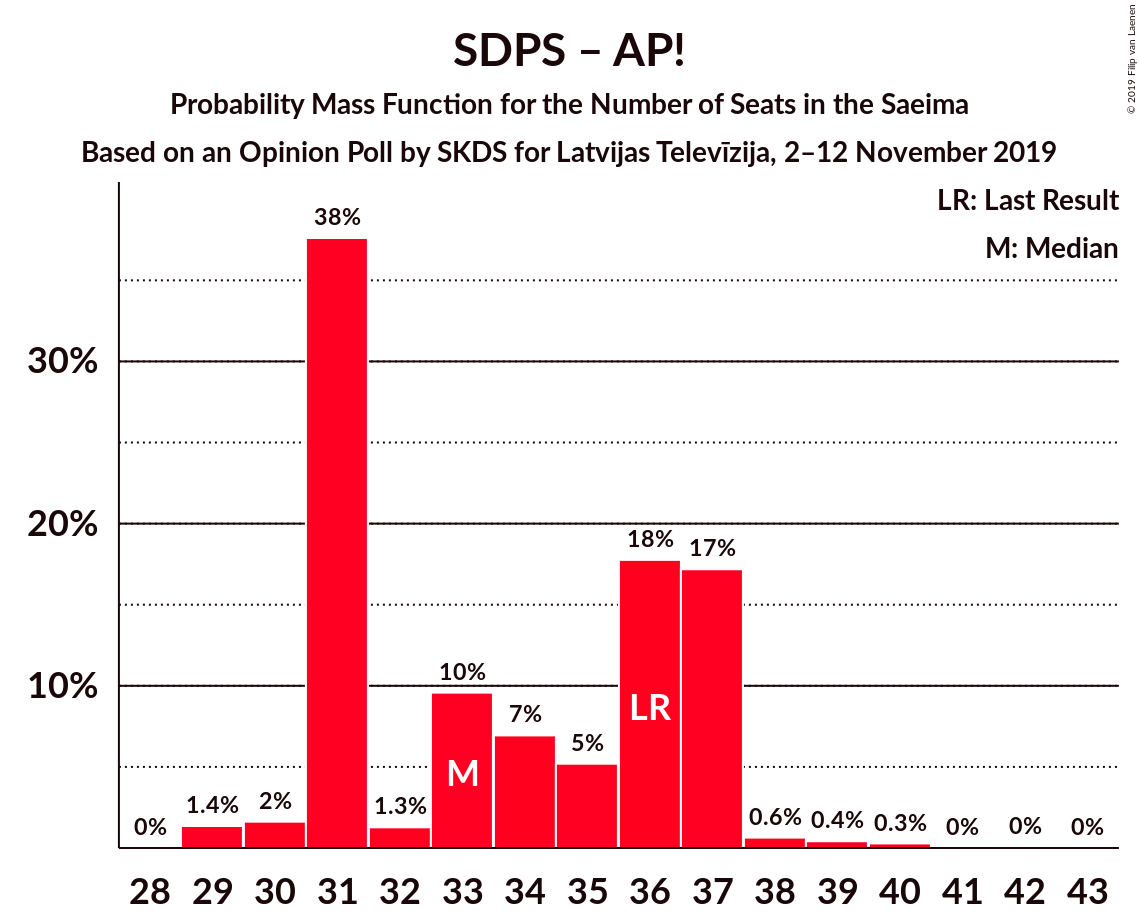 SDPS – AP!
Probability Mass Function for the Number of Seats in the Saeima
Based on an Opinion Poll by SKDS for Latvijas Televīzija, 2–12 November 2019
© 2019 Filip van Laenen
LR: Last Result
M: Median
30%
20%
10%
0%
1.4%
2%
38%
1.3%
10%
7%
5%
18%
17%
0.6%
0.4%
0.3%
0%
0%
0%
M
LR
28 29 30 31 32 33 34 35 36 37 38 39 40 41 42 43